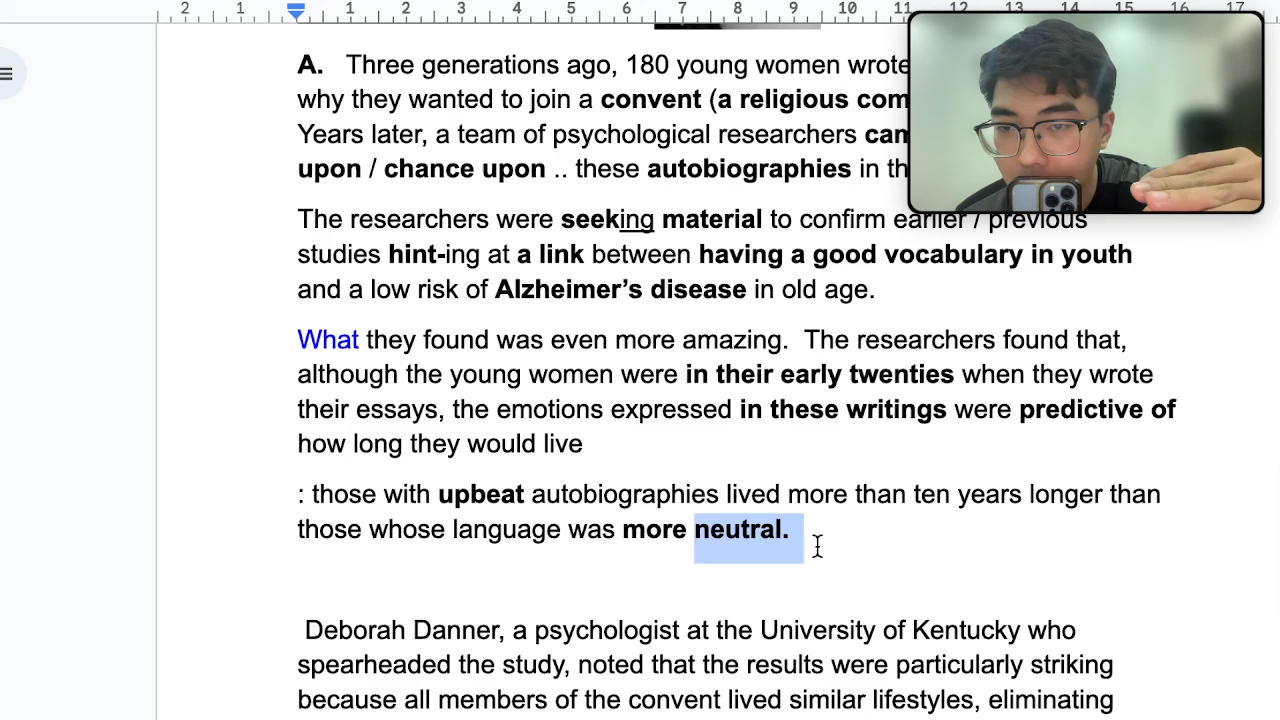 2 1 1 2 3 4 5 6 7 8 9 10 11 12 13 14 15 16 17
A. Three generations ago, 180 young women wrote
why they wanted to join a convent (a religious com
Years later, a team of psychological researchers cam
upon / chance upon .. these autobiographies in th
The researchers were seeking material to confirm earlier / previous
studies hint-ing at a link between having a good vocabulary in youth
and a low risk of Alzheimer’s disease in old age.
What they found was even more amazing. The researchers found that,
although the young women were in their early twenties when they wrote
their essays, the emotions expressed in these writings were predictive of
how long they would live
: those with upbeat autobiographies lived more than ten years longer than
those whose language was more neutral.
Deborah Danner, a psychologist at the University of Kentucky who
spearheaded the study, noted that the results were particularly striking
because all members of the convent lived similar lifestyles, eliminating